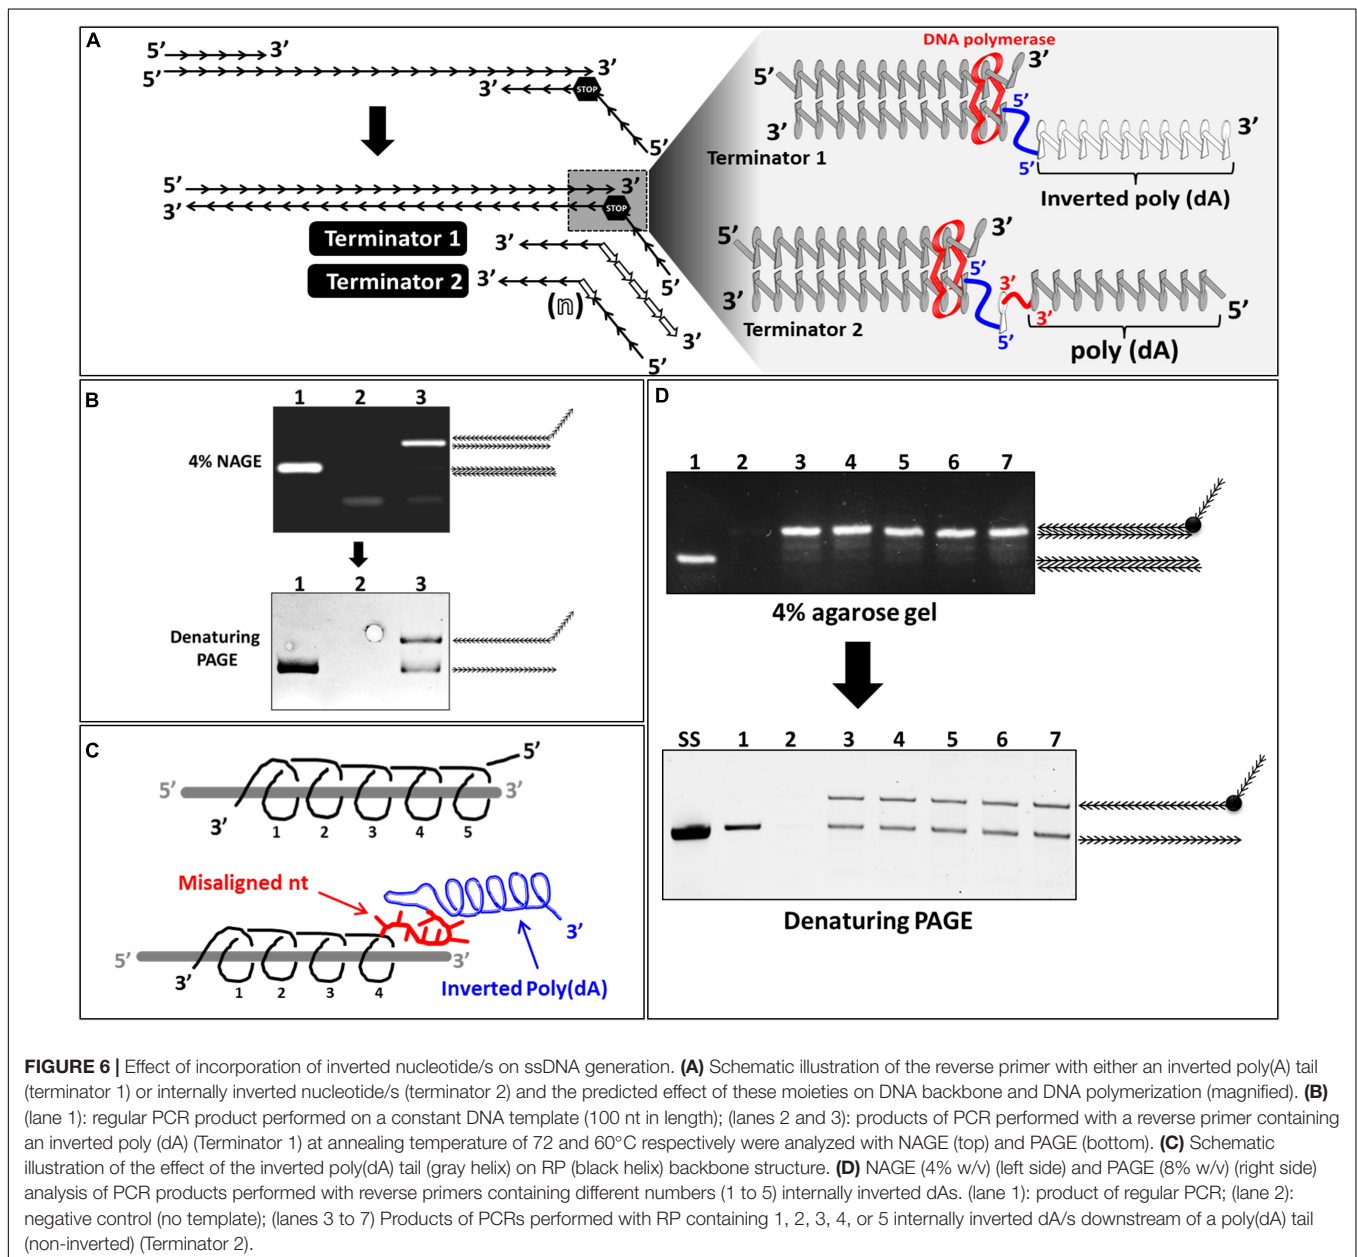 A
5’ 3’
5’ 3’
3’ STOP
5’
5’ 3’
3’ STOP
Terminator 1 3’
5’
Terminator 2 3’
(n)
3’
5’
DNA polymerase
5’ 3’
5’
3’
Terminator 1
5’
3’
Inverted poly (dA)
5’ 3’
5’
3’
3’
3’
5’
5’
Terminator 2
poly (dA)
B
1 2 3
4% NAGE
1 2 3
Denaturing
PAGE
C
5’
5’ 3’
3’
1 2 3 4 5
Misaligned nt
3’
5’ 3’
3’
1 2 3 4
Inverted Poly(dA)
D
1 2 3 4 5 6 7
4% agarose gel
SS 1 2 3 4 5 6 7
Denaturing PAGE
FIGURE 6 | Effect of incorporation of inverted nucleotide/s on ssDNA generation. (A) Schematic illustration of the reverse primer with either an inverted poly(A) tail
(terminator 1) or internally inverted nucleotide/s (terminator 2) and the predicted effect of these moieties on DNA backbone and DNA polymerization (magnified). (B)
(lane 1): regular PCR product performed on a constant DNA template (100 nt in length); (lanes 2 and 3): products of PCR performed with a reverse primer containing
an inverted poly (dA) (Terminator 1) at annealing temperature of 72 and 60°C respectively were analyzed with NAGE (top) and PAGE (bottom). (C) Schematic
illustration of the effect of the inverted poly(dA) tail (gray helix) on RP (black helix) backbone structure. (D) NAGE (4% w/v) (left side) and PAGE (8% w/v) (right side)
analysis of PCR products performed with reverse primers containing different numbers (1 to 5) internally inverted dAs. (lane 1): product of regular PCR; (lane 2):
negative control (no template); (lanes 3 to 7) Products of PCRs performed with RP containing 1, 2, 3, 4, or 5 internally inverted dA/s downstream of a poly(dA) tail
(non-inverted) (Terminator 2).